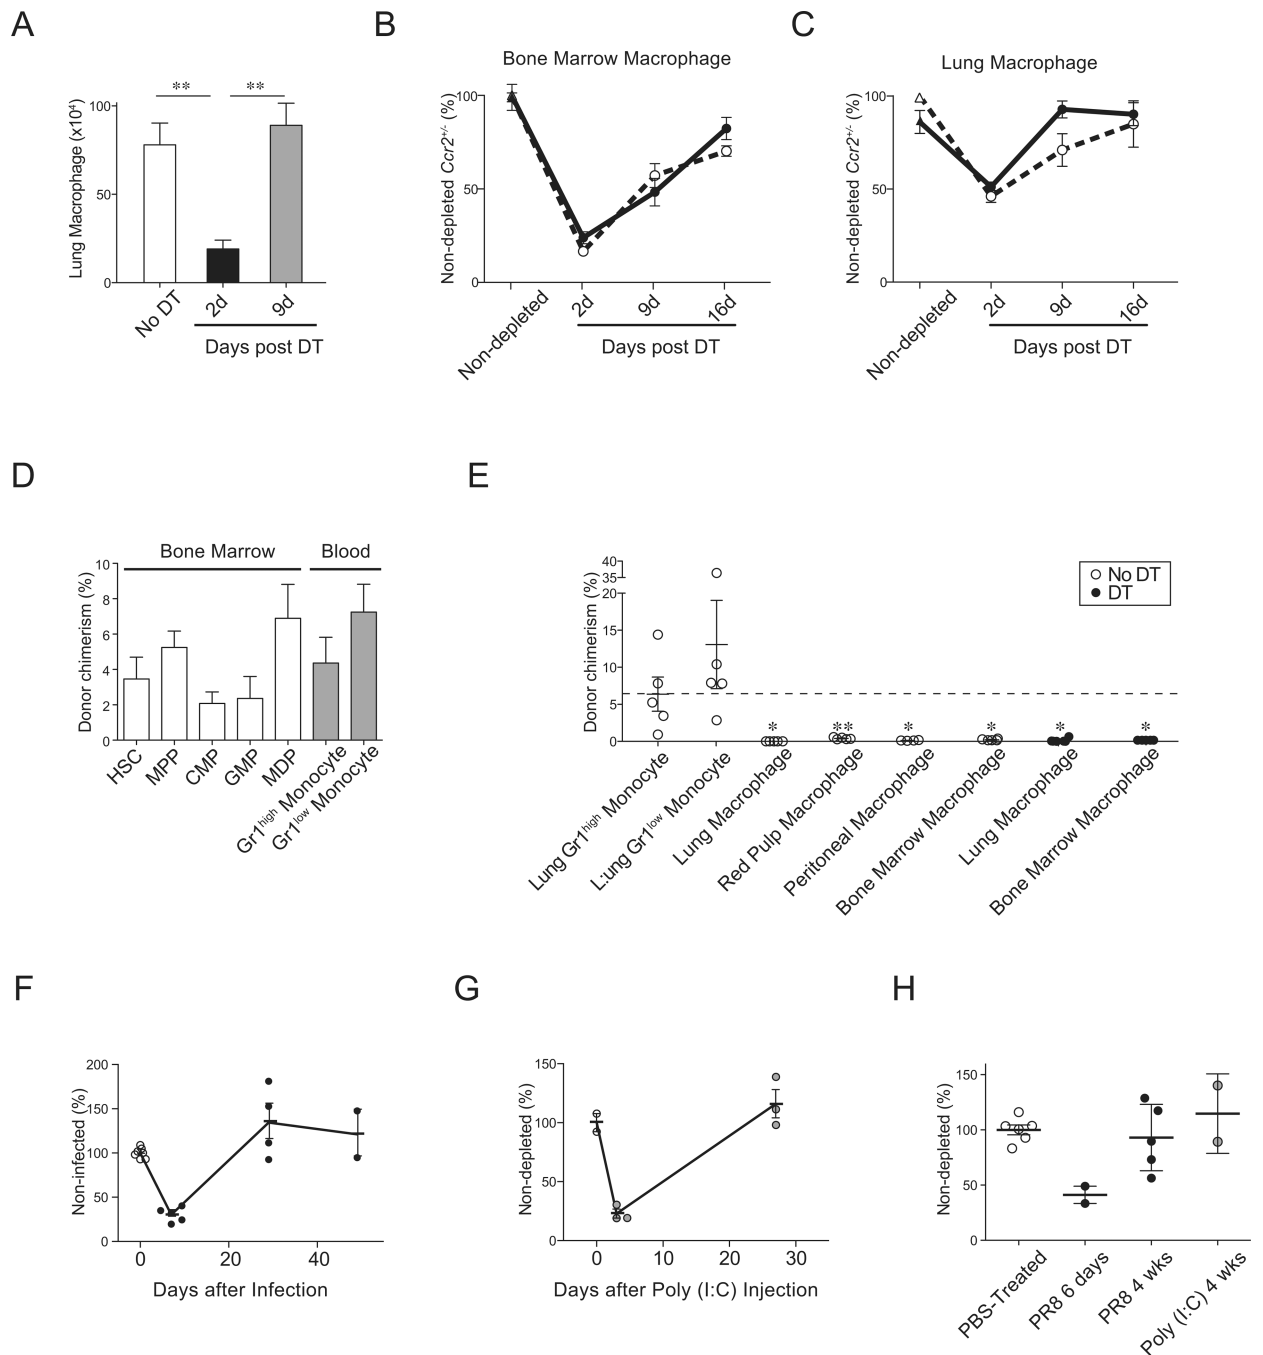 A
Lung Macrophage (x10⁴)
100
50
0
**
**
No DT
2d
9d
Days post DT
B
Bone Marrow Macrophage
Non-depleted Ccr2⁺/⁻ (%)
100
50
0
Non-depleted
2d
9d
16d
Days post DT
C
Lung Macrophage
Non-depleted Ccr2⁺/⁻ (%)
100
50
0
Non-depleted
2d
9d
16d
Days post DT
D
Bone Marrow
Blood
Donor chimerism (%)
10
8
6
4
2
0
HSC
MPP
CMP
GMP
MDP
Gr1ʰⁱᵍʰ Monocyte
Gr1ˡᵒʷ Monocyte
E
Donor chimerism (%)
40
35
20
15
10
5
0
No DT
DT
*
**
*
*
*
*
Lung Gr1ʰⁱᵍʰ Monocyte
L:ung Gr1ˡᵒʷ Monocyte
Lung Macrophage
Red Pulp Macrophage
Peritoneal Macrophage
Bone Marrow Macrophage
Lung Macrophage
Bone Marrow Macrophage
F
Non-infected (%)
200
150
100
50
0
0
20
40
Days after Infection
G
Non-depleted (%)
150
100
50
0
0
10
20
30
Days after Poly (I:C) Injection
H
Non-depleted (%)
150
100
50
0
PBS-Treated
PR8 6 days
PR8 4 wks
Poly (I:C) 4 wks